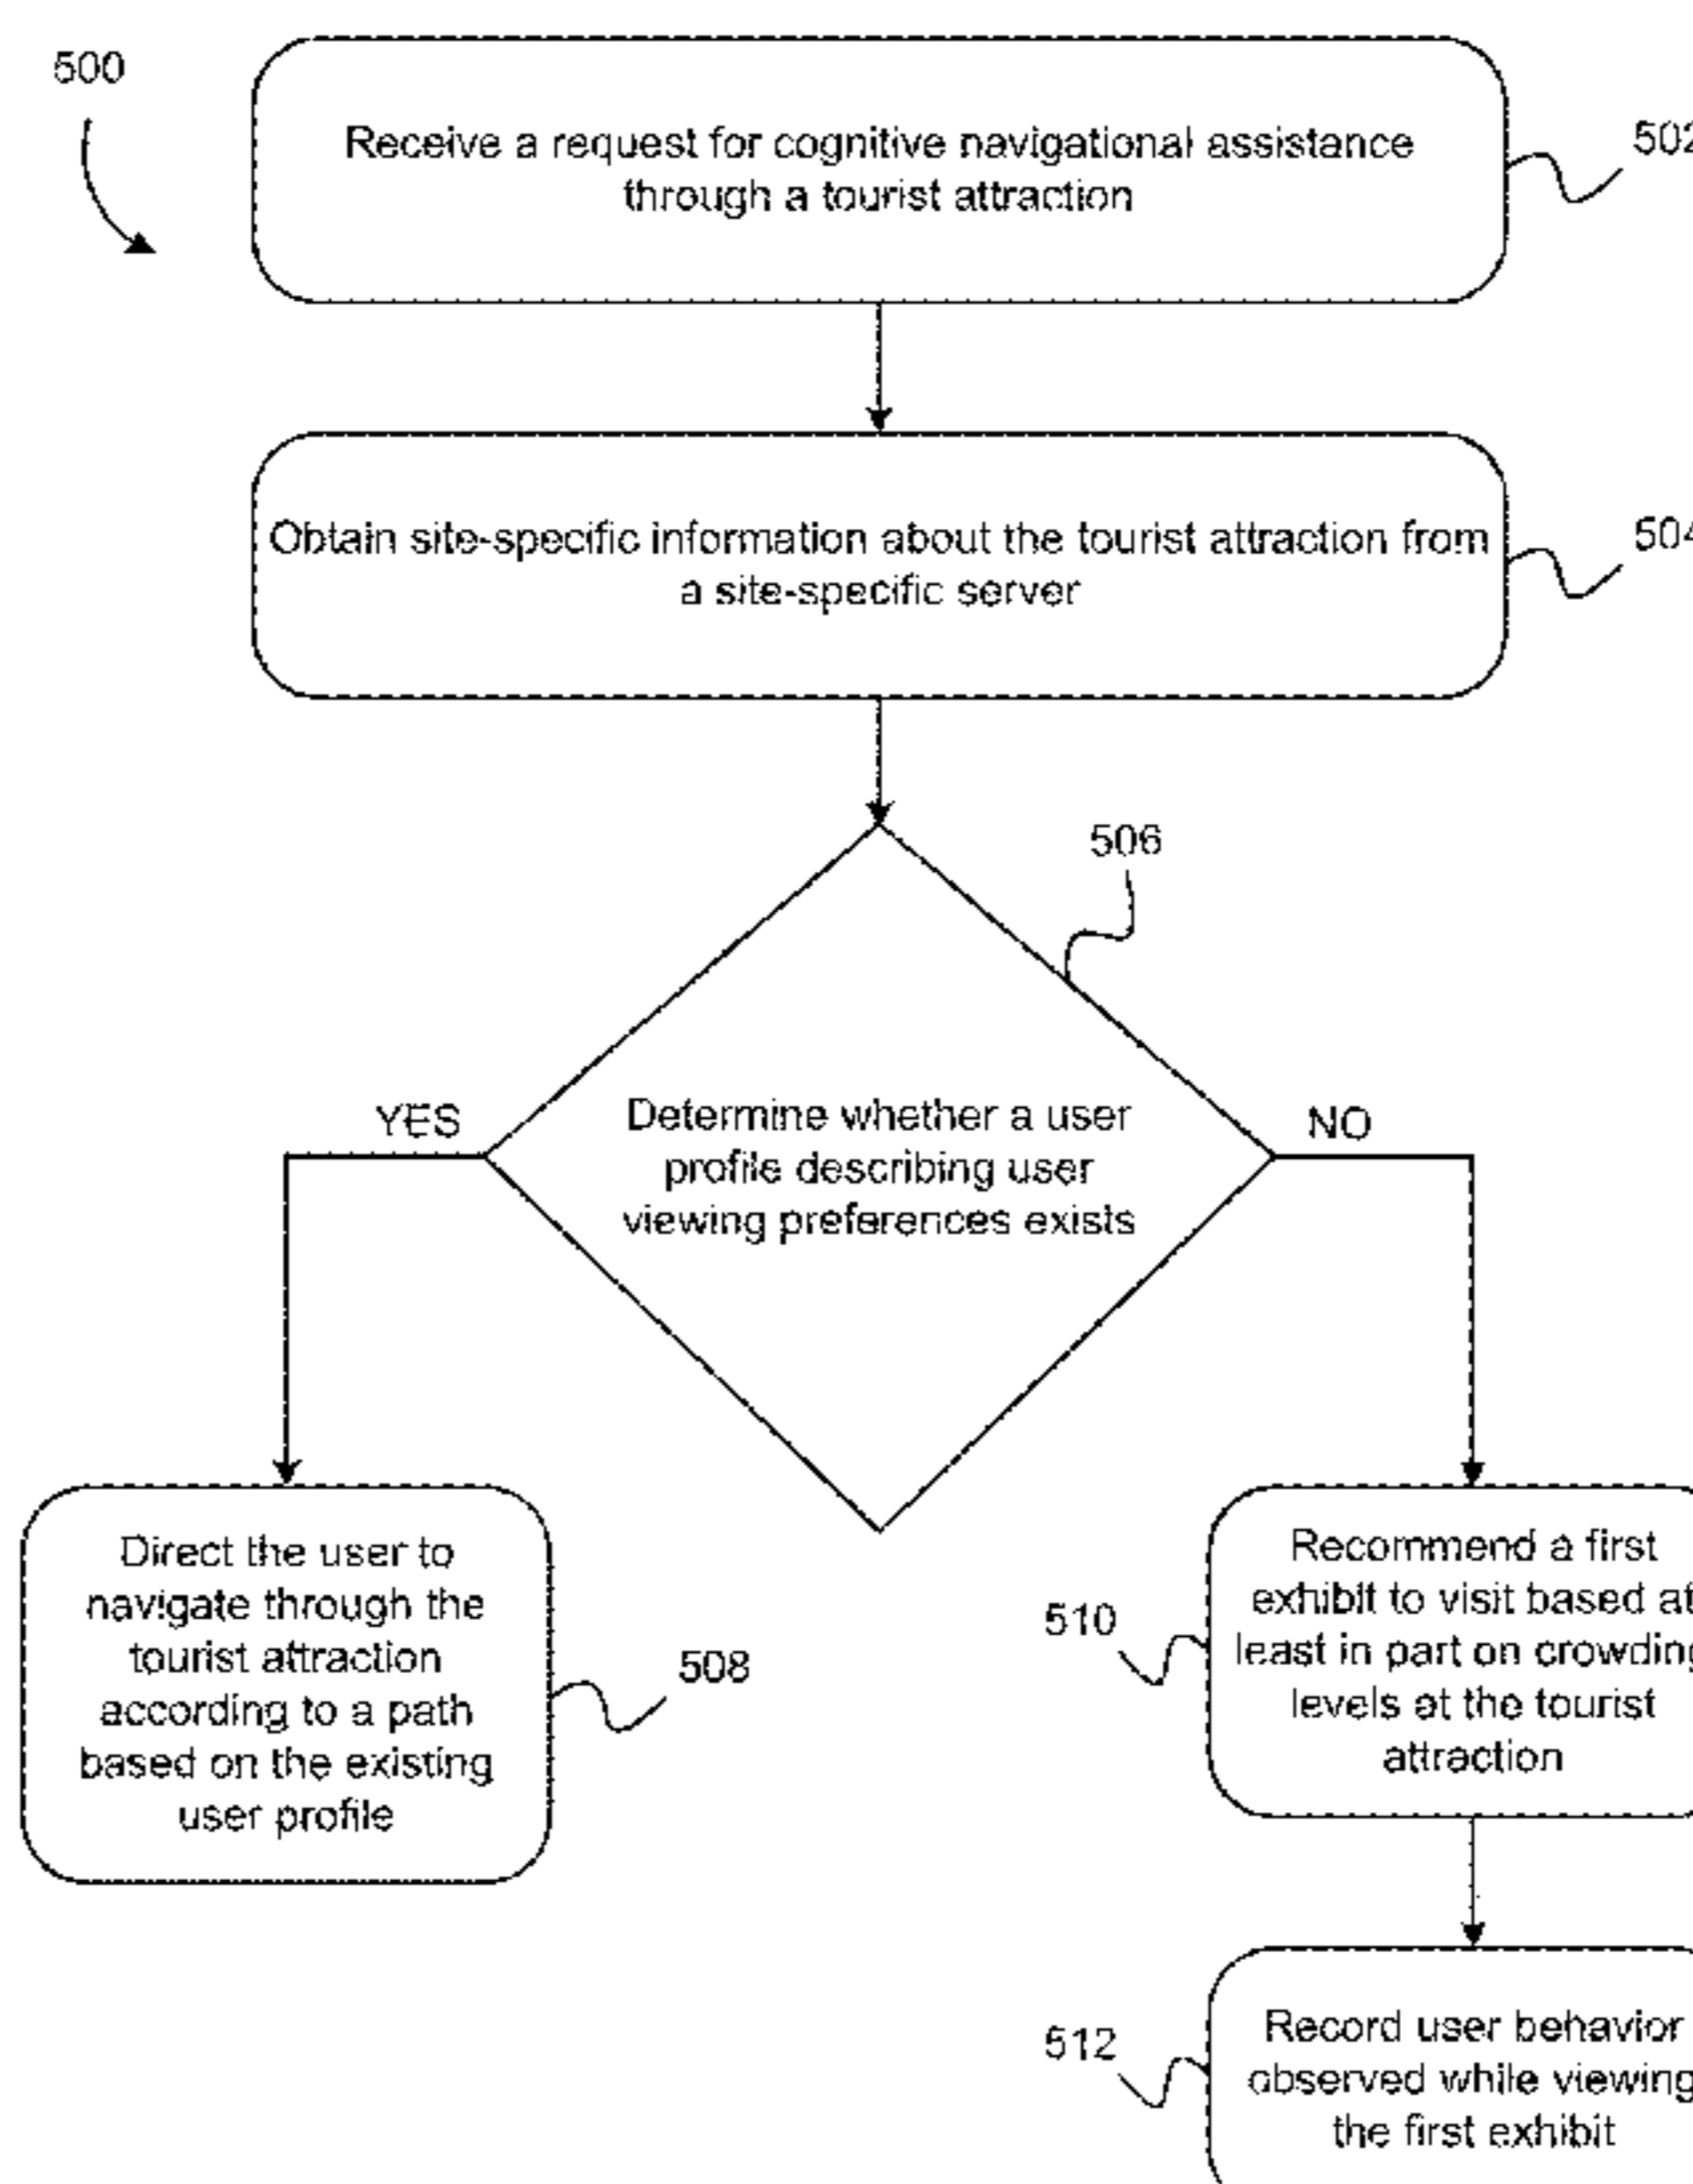 500
Receive a request for cognitive navigational assistance
through a tourist attraction
502
Obtain site-specific information about the tourist attraction from
a site-specific server
504
506
YES
Determine whether a user
profile describing user
viewing preferences exists
NO
Direct the user to
navigate through the
tourist attraction
according to a path
based on the existing
user profile
508
510
Recommend a first
exhibit to visit based at
least in part on crowding
levels at the tourist
attraction
512
Record user behavior
observed while viewing
the first exhibit